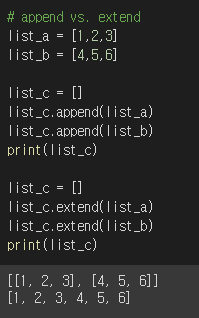 # append vs. extend
list_a = [1,2,3]
list_b = [4,5,6]
list_c = []
list_c.append(list_a)
list_c.append(list_b)
print(list_c)
list_c = []
list_c.extend(list_a)
list_c.extend(list_b)
print(list_c)
[[1, 2, 3], [4, 5, 6]]
[1, 2, 3, 4, 5, 6]